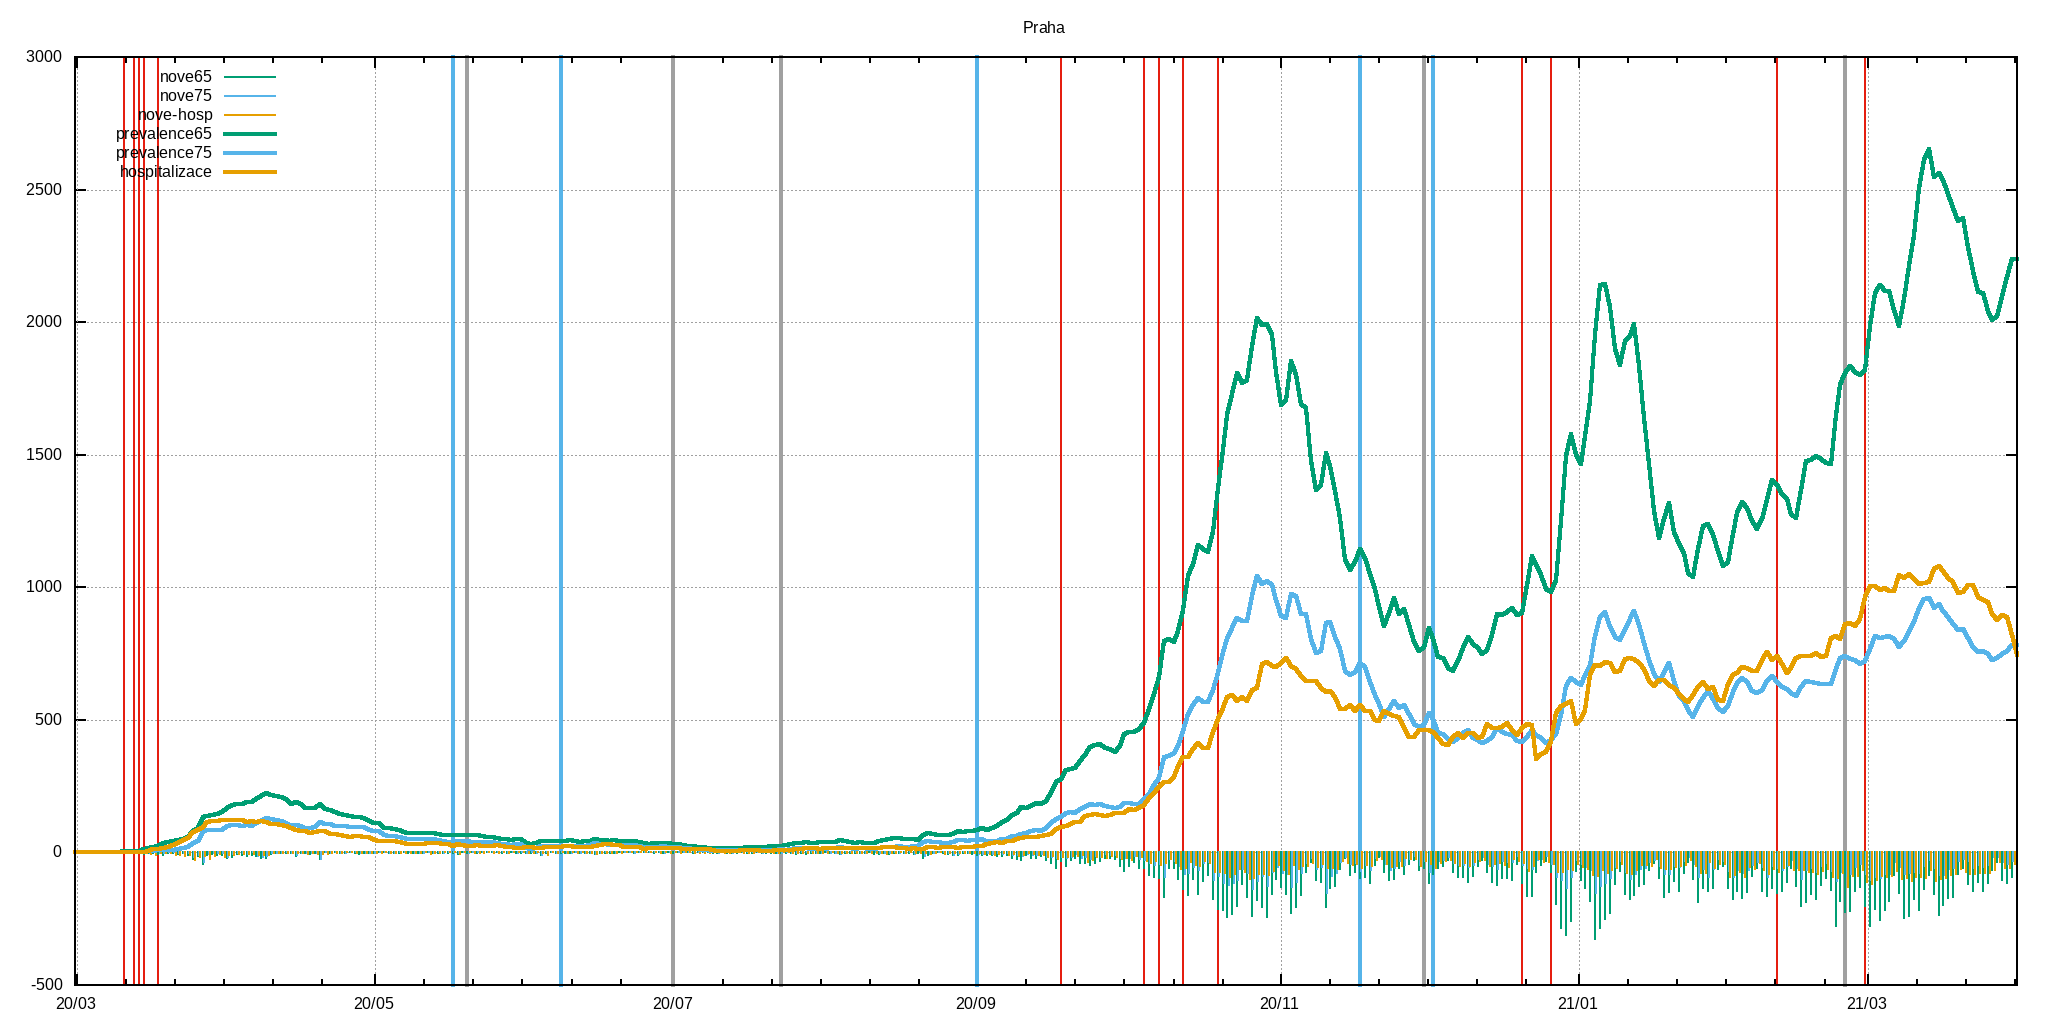 Praha
3000
nove65
nove75
nove-hosp
prevalence65
prevalence75
hospitalizace
2500
2000
1500
1000
500
0
-500
20/03 20/05 20/07 20/09 20/11 21/01 21/03